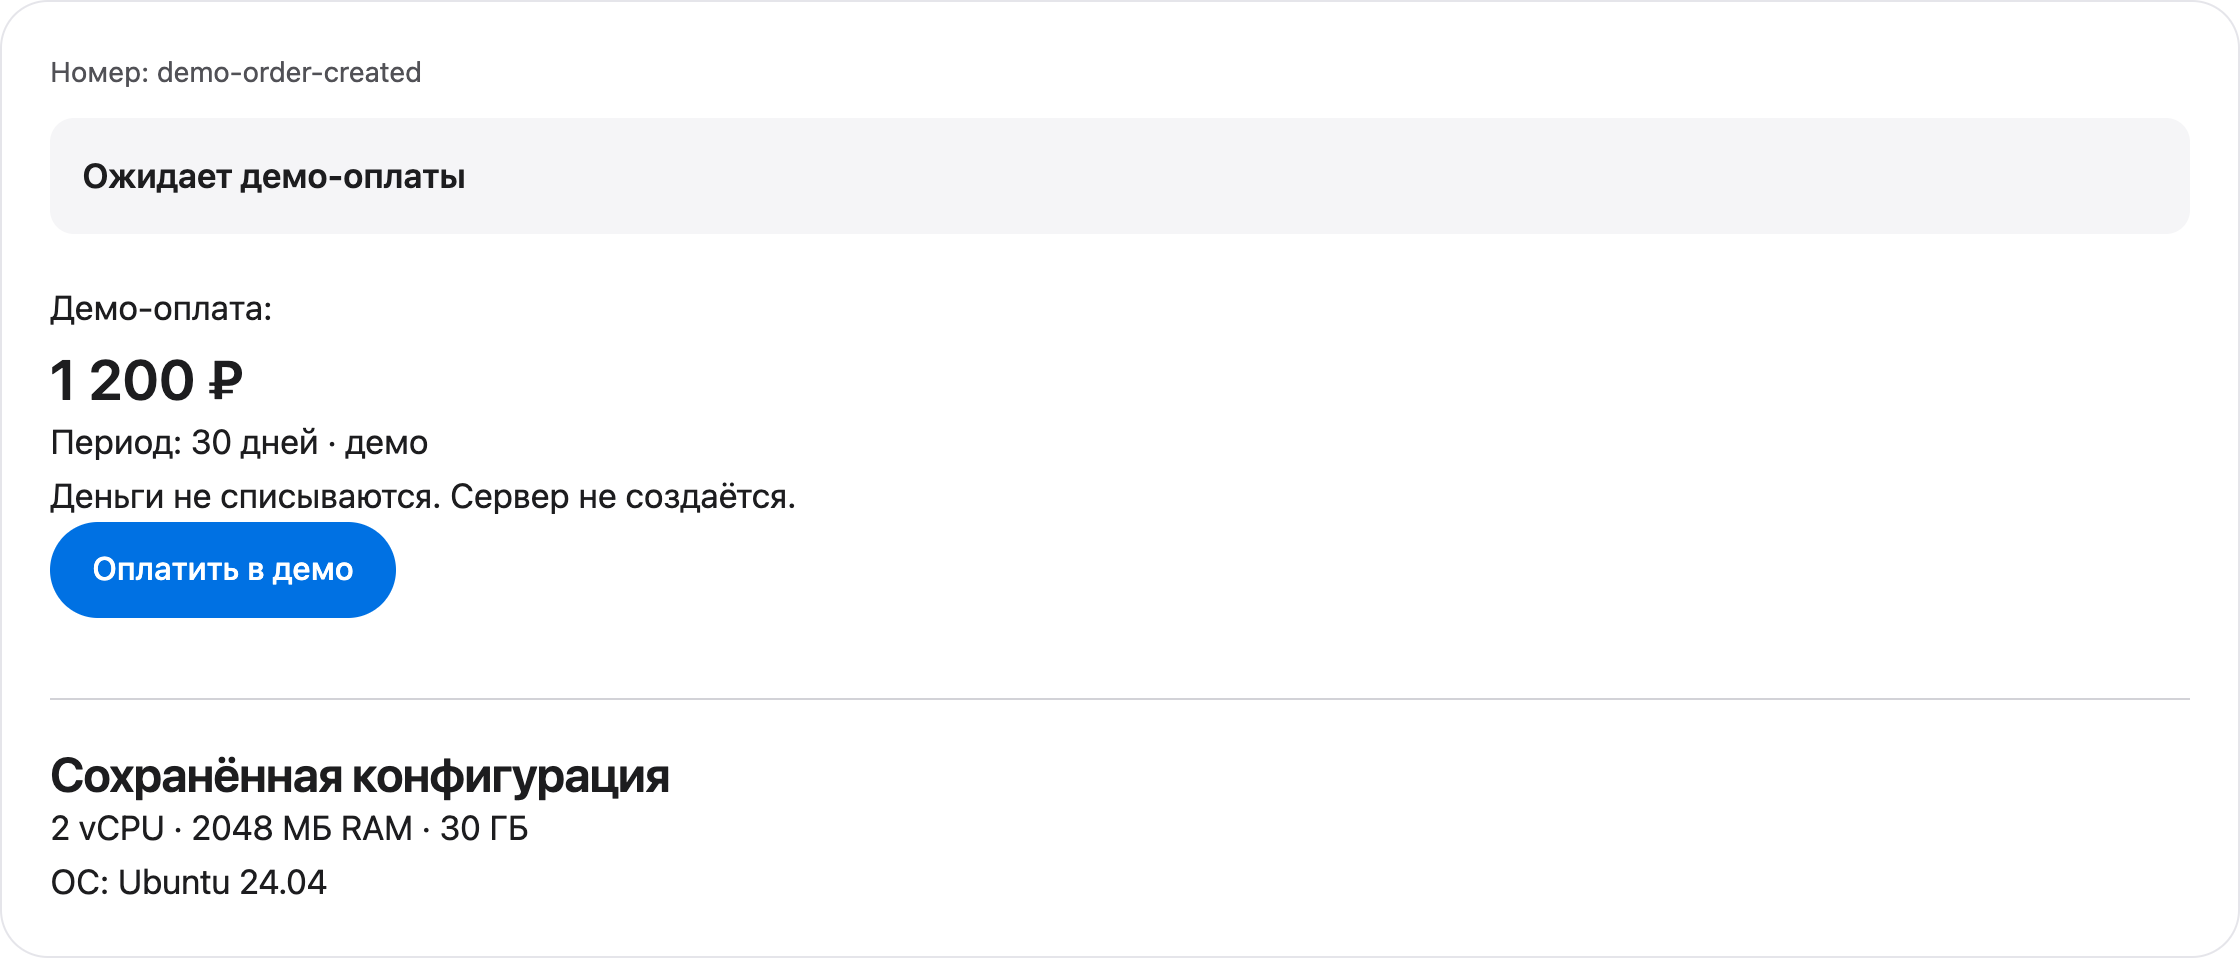 Номер: demo-order-created
Ожидает демо-оплаты
Демо-оплата:
1 200 ₽
Период: 30 дней · демо
Деньги не списываются. Сервер не создаётся.
Оплатить в демо
Сохранённая конфигурация
2 vCPU · 2048 МБ RAM · 30 ГБ
ОС: Ubuntu 24.04